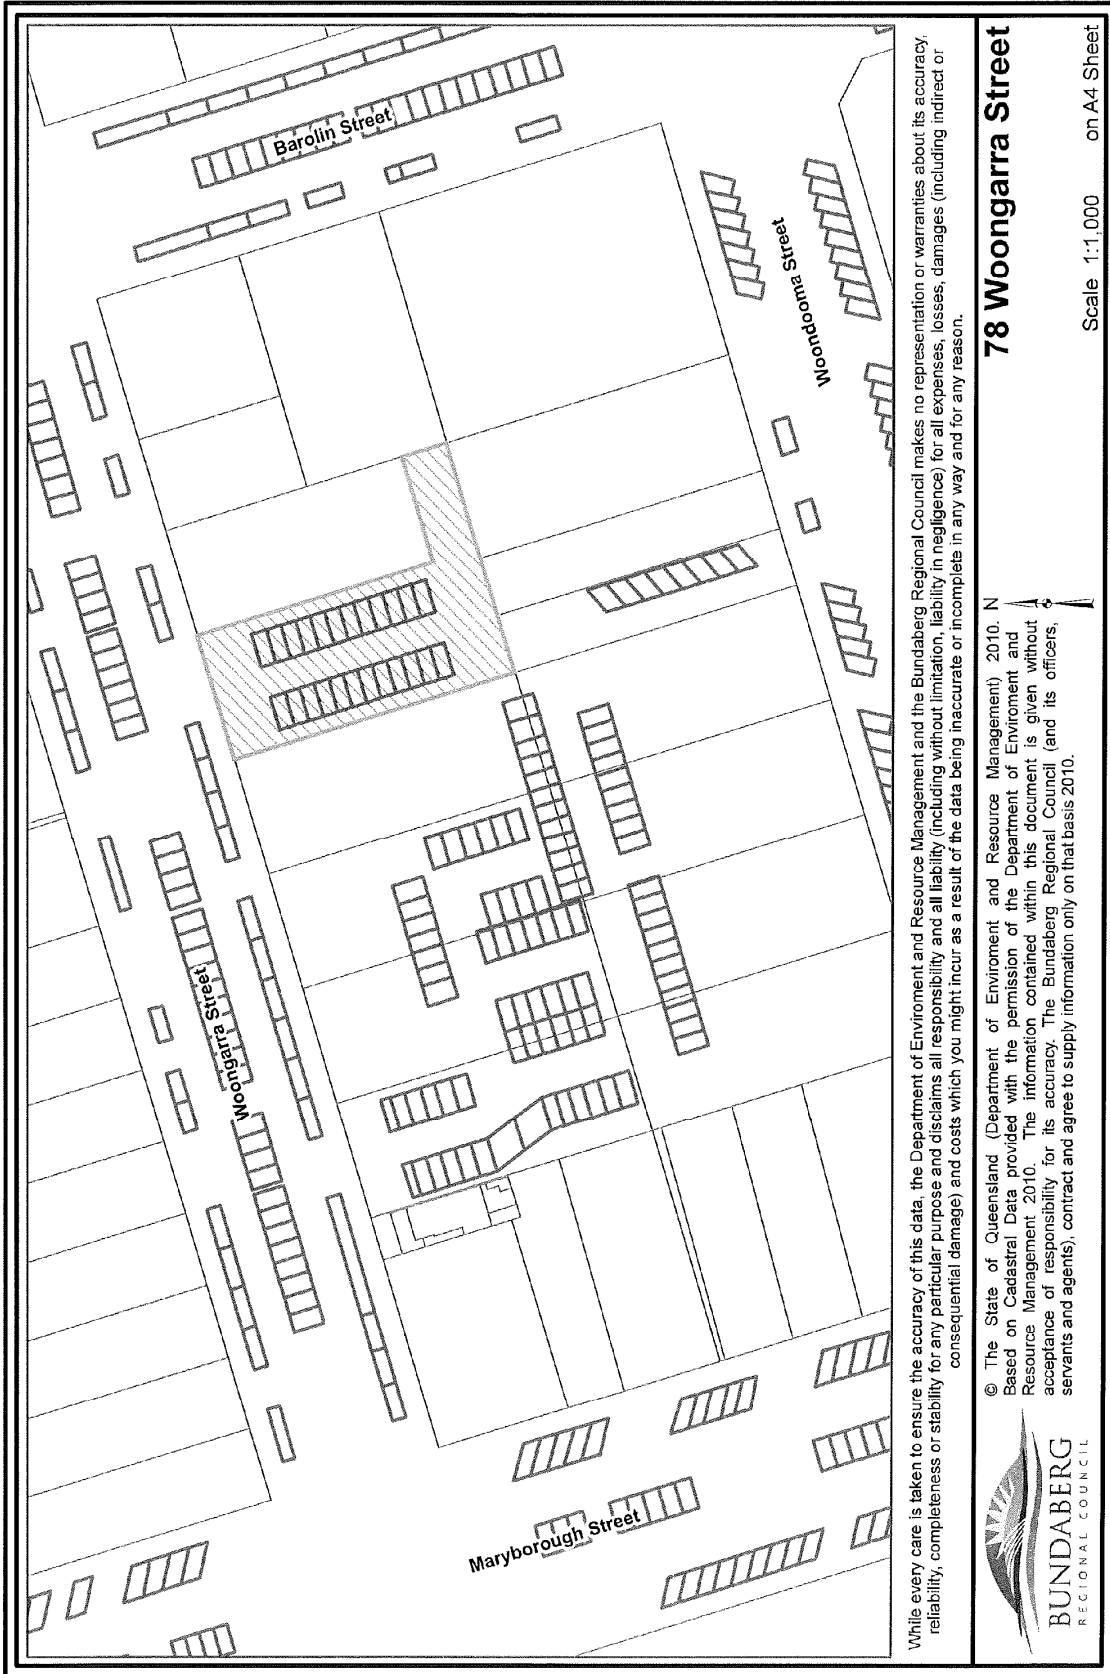 Barolin Street
Woondooma Street
Woongarra Street
Maryborough Street
While every care is taken to ensure the accuracy of this data, the Department of Enviroment and Resource Management and the Bundaberg Regional Council makes no representation or warranties about its accuracy,
reliability, completeness or stability for any particular purpose and disclaims all responsibility and all liability (including without limitation, liability in negligence) for all expenses, losses, damages (including indirect or
consequential damage) and costs which you might incur as a result of the data being inaccurate or incomplete in any way and for any reason.
BUNDABERG
REGIONAL COUNCIL
© The State of Queensland (Department of Enviroment and Resource Management) 2010.
Based on Cadastral Data provided with the permission of the Department of Enviroment and
Resource Management 2010. The information contained within this document is given without
acceptance of responsibility for its accuracy. The Bundaberg Regional Council (and its officers,
servants and agents), contract and agree to supply information only on that basis 2010.
N
78 Woongarra Street
Scale 1:1,000 on A4 Sheet